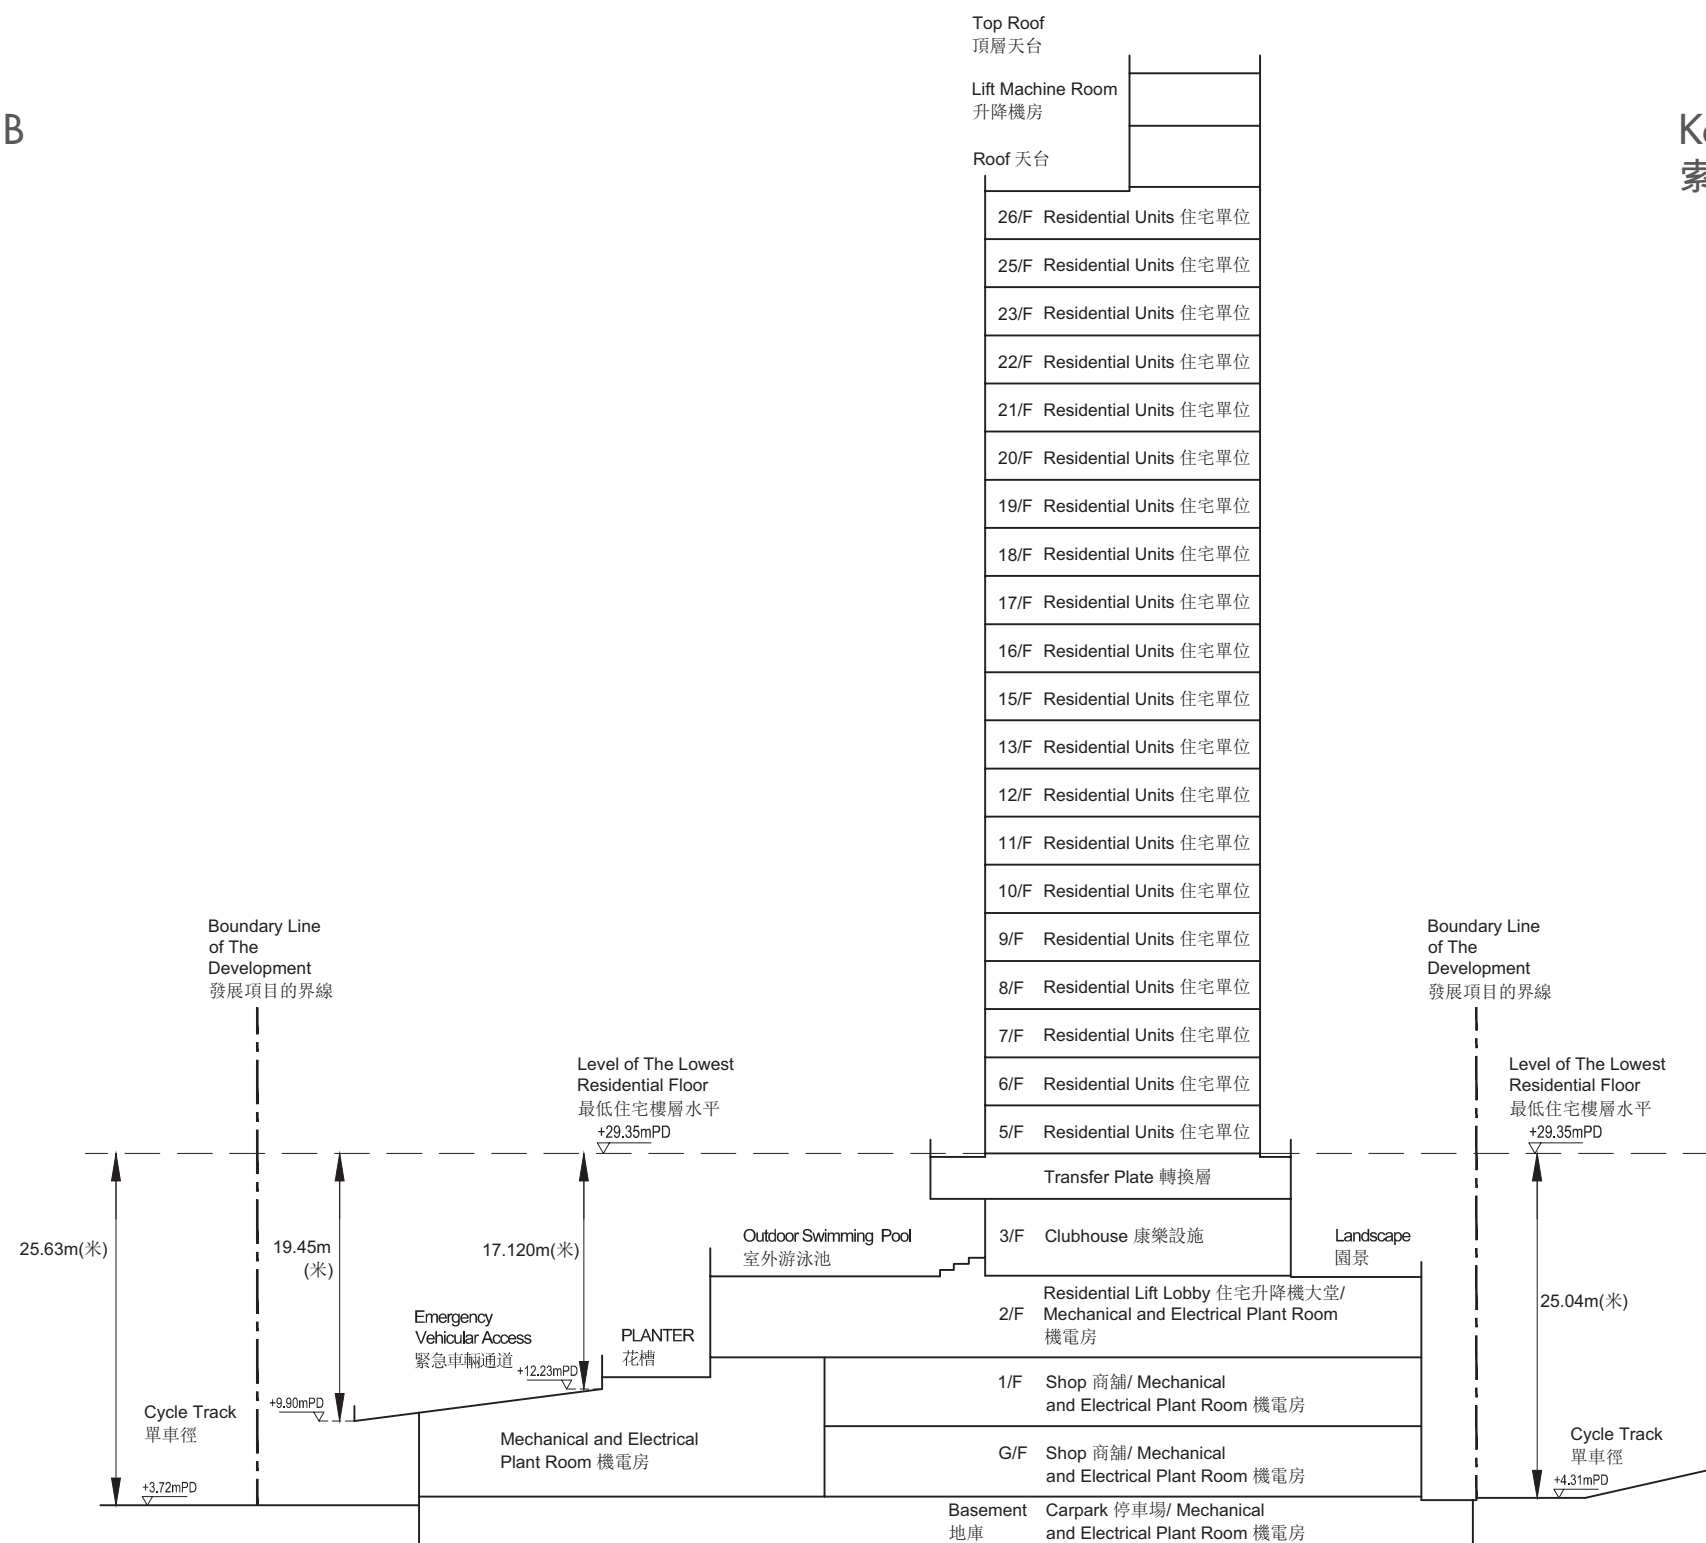 Top Roof
頂層天台
Lift Machine Room
升降機房
B
Roof 天台
26/F Residential Units 住宅單位
25/F Residential Units 住宅單位
23/F Residential Units 住宅單位
22/F Residential Units 住宅單位
21/F Residential Units 住宅單位
20/F Residential Units 住宅單位
19/F Residential Units 住宅單位
18/F Residential Units 住宅單位
17/F Residential Units 住宅單位
16/F Residential Units 住宅單位
15/F Residential Units 住宅單位
13/F Residential Units 住宅單位
12/F Residential Units 住宅單位
11/F Residential Units 住宅單位
10/F Residential Units 住宅單位
9/F Residential Units 住宅單位
8/F Residential Units 住宅單位
7/F Residential Units 住宅單位
6/F Residential Units 住宅單位
5/F Residential Units 住宅單位
Boundary Line
of The
Development
發展項目的界線
Boundary Line
of The
Development
發展項目的界線
Level of The Lowest
Residential Floor
最低住宅樓層水平
+29.35mPD
Level of The Lowest
Residential Floor
最低住宅樓層水平
+29.35mPD
Transfer Plate 轉換層
25.63m(米)
19.45m
(米)
17.120m(米)
Outdoor Swimming Pool
室外游泳池
3/F Clubhouse 康樂設施
Landscape
園景
25.04m(米)
Residential Lift Lobby 住宅升降機大堂/
2/F Mechanical and Electrical Plant Room
機電房
Emergency
Vehicular Access
緊急車輛通道
PLANTER
花槽
+12.23mPD
+9.90mPD
1/F Shop 商舖/ Mechanical
and Electrical Plant Room 機電房
Cycle Track
單車徑
+3.72mPD
Mechanical and Electrical
Plant Room 機電房
G/F Shop 商舖/ Mechanical
and Electrical Plant Room 機電房
Cycle Track
單車徑
+4.31mPD
Basement Carpark 停車場/ Mechanical
地庫 and Electrical Plant Room 機電房